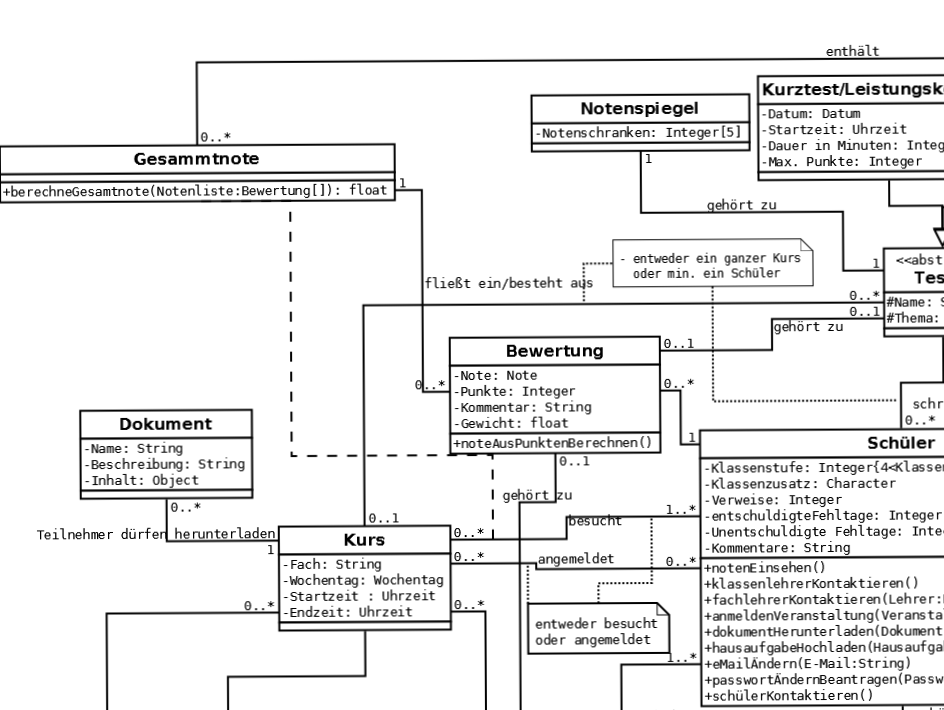 enthält
0..*
Gesammtnote
+berechneGesamtnote(Notenliste:Bewertung[]): float
1
Notenspiegel
-Notenschranken: Integer[5]
1
Kurztest/Leistungsk
-Datum: Datum
-Startzeit: Uhrzeit
-Dauer in Minuten: Integ
-Max. Punkte: Integer
gehört zu
- entweder ein ganzer Kurs
oder min. ein Schüler
1
<<abst
Tes
#Name: S
#Thema:
0..*
0..1
gehört zu
fließt ein/besteht aus
0..*
Bewertung
-Note: Note
-Punkte: Integer
-Kommentar: String
-Gewicht: float
+noteAusPunktenBerechnen()
0..1
0..*
1
0..1
gehört zu
schr
0..*
Dokument
-Name: String
-Beschreibung: String
-Inhalt: Object
0..*
Teilnehmer dürfen herunterladen
1
0..1
Kurs
-Fach: String
-Wochentag: Wochentag
-Startzeit : Uhrzeit
-Endzeit: Uhrzeit
0..*
0..*
0..*
0..*
besucht
1..*
angemeldet
0..*
entweder besucht
oder angemeldet
1..*
Schüler
-Klassenstufe: Integer{4<Klassen
-Klassenzusatz: Character
-Verweise: Integer
-entschuldigteFehltage: Integer
-Unentschuldigte Fehltage: Inte
-Kommentare: String
+notenEinsehen()
+klassenlehrerKontaktieren()
+fachlehrerKontaktieren(Lehrer:L
+anmeldenVeranstaltung(Veransta
+dokumentHerunterladen(Dokument
+hausaufgabeHochladen(Hausaufga
+eMailÄndern(E-Mail:String)
+passwortÄndernBeantragen(Passw
+schülerKontaktieren()